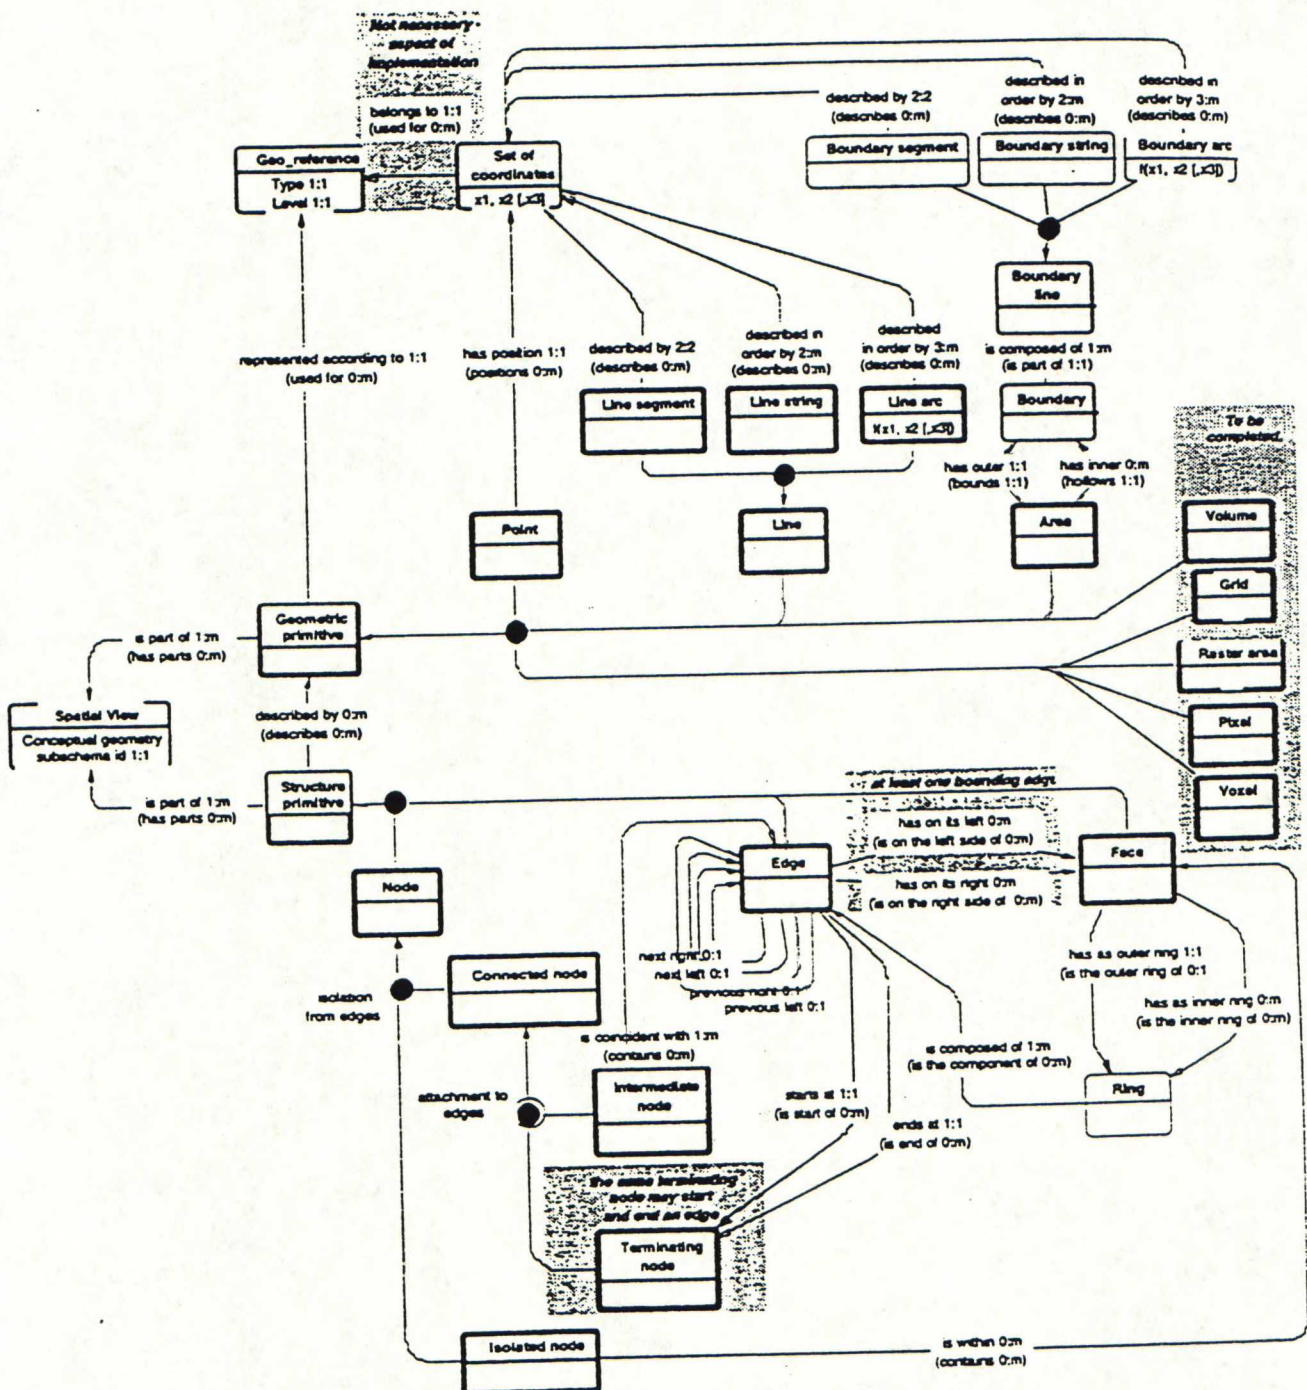 Not necessary -
aspect of
implementation
belongs to 1:1
(used for 0:m)
Geo_reference
Type 1:1
Level 1:1
Set of
coordinates
x1, x2 [,x3]
described by 2:2
(describes 0:m)
described in
order by 2:m
(describes 0:m)
described in
order by 3:m
(describes 0:m)
Boundary segment
Boundary string
Boundary arc
f(x1, x2 [,x3])
Boundary
line
represented according to 1:1
(used for 0:m)
has position 1:1
(positions 0:m)
described by 2:2
(describes 0:m)
described in
order by 2:m
(describes 0:m)
described
in order by 3:m
(describes 0:m)
is composed of 1:m
(is part of 1:1)
Line segment
Line string
Line arc
f(x1, x2 [,x3])
Boundary
To be
completed.
has outer 1:1
(bounds 1:1)
has inner 0:m
(hollows 1:1)
Point
Line
Area
Volume
Grid
Raster area
Pixel
Voxel
Geometric
primitive
is part of 1:m
(has parts 0:m)
Spatial View
Conceptual geometry
subschema id 1:1
described by 0:m
(describes 0:m)
is part of 1:m
(has parts 0:m)
Structure
primitive
at least one bounding edge
has on its left 0:m
(is on the left side of 0:m)
Edge
Face
has on its right 0:m
(is on the right side of 0:m)
Node
next right 0:1
next left 0:1
previous right 0:1
previous left 0:1
has as outer ring 1:1
(is the outer ring of 0:1
has as inner ring 0:m
(is the inner ring of 0:m)
Connected node
isolation
from edges
is coincident with 1:m
(contains 0:m)
is composed of 1:m
(is the component of 0:m)
Intermediate
node
attachment to
edges
starts at 1:1
(is start of 0:m)
ends at 1:1
(is end of 0:m)
Ring
the same terminating
node may start
and end an edge
Terminating
node
Isolated node
is within 0:m
(contains 0:m)